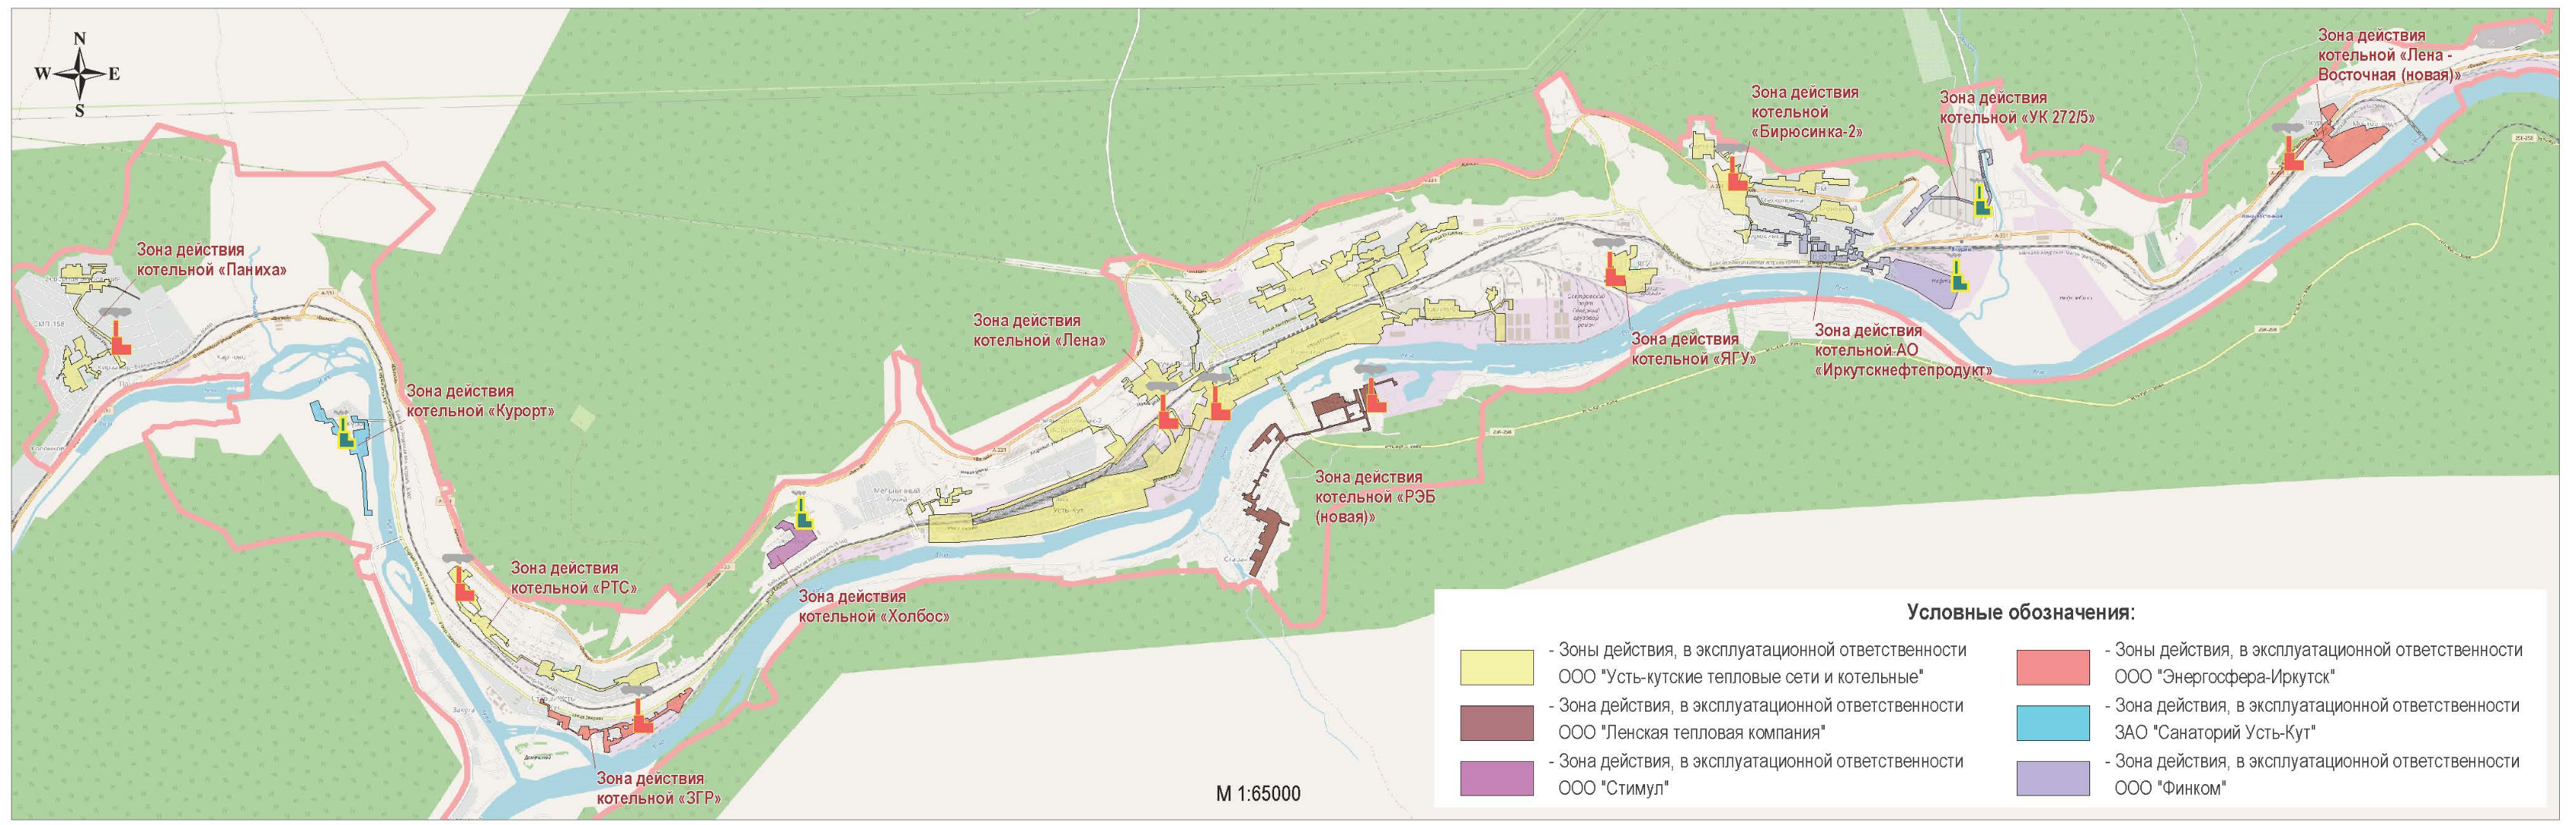 N
W E
S
Зона действия
котельной «Паниха»
Зона действия
котельной «Курорт»
Зона действия
котельной «РТС»
Зона действия
котельной «ЗГР»
Зона действия
котельной «Холбос»
Зона действия
котельной «Лена»
Зона действия
котельной «РЭБ
(новая)»
Зона действия
котельной «ЯГУ»
Зона действия
котельной «Бирюсинка-2»
Зона действия
котельной АО
«Иркутскнефтепродукт»
Зона действия
котельной «УК 272/5»
Зона действия
котельной «Лена -
Восточная (новая)»
Усть-Кут
А-331
М 1:65000
Условные обозначения:
- Зоны действия, в эксплуатационной ответственности
ООО "Усть-кутские тепловые сети и котельные"
- Зона действия, в эксплуатационной ответственности
ООО "Ленская тепловая компания"
- Зона действия, в эксплуатационной ответственности
ООО "Стимул"
- Зоны действия, в эксплуатационной ответственности
ООО "Энергосфера-Иркутск"
- Зона действия, в эксплуатационной ответственности
ЗАО "Санаторий Усть-Кут"
- Зона действия, в эксплуатационной ответственности
ООО "Финком"